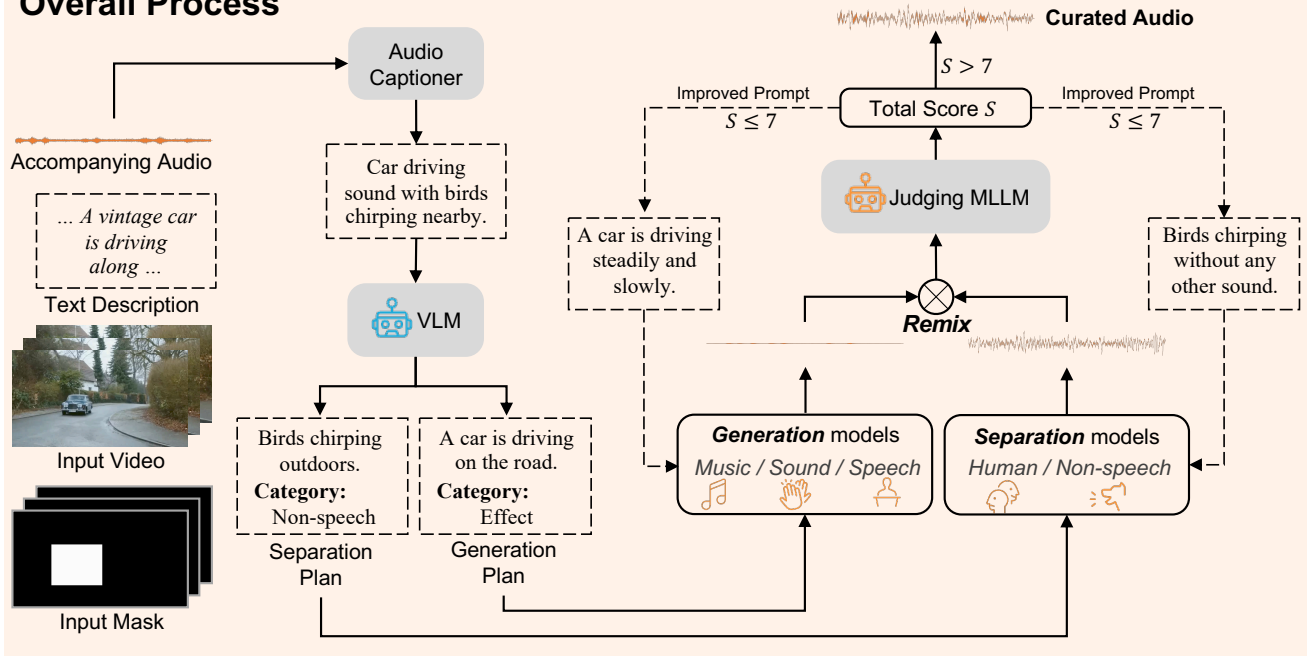 Overall Process
Audio
Captioner
Accompanying Audio
... A vintage car
is driving
along ...
Text Description
Input Video
Input Mask
Car driving
sound with birds
chirping nearby.
VLM
Birds chirping
outdoors.
Category:
Non-speech
Separation
Plan
A car is driving
on the road.
Category:
Effect
Generation
Plan
Curated Audio
S > 7
Improved Prompt
S ≤ 7
Total Score S
Improved Prompt
S ≤ 7
Judging MLLM
A car is driving
steadily and
slowly.
Birds chirping
without any
other sound.
Remix
Generation models
Music / Sound / Speech
Separation models
Human / Non-speech